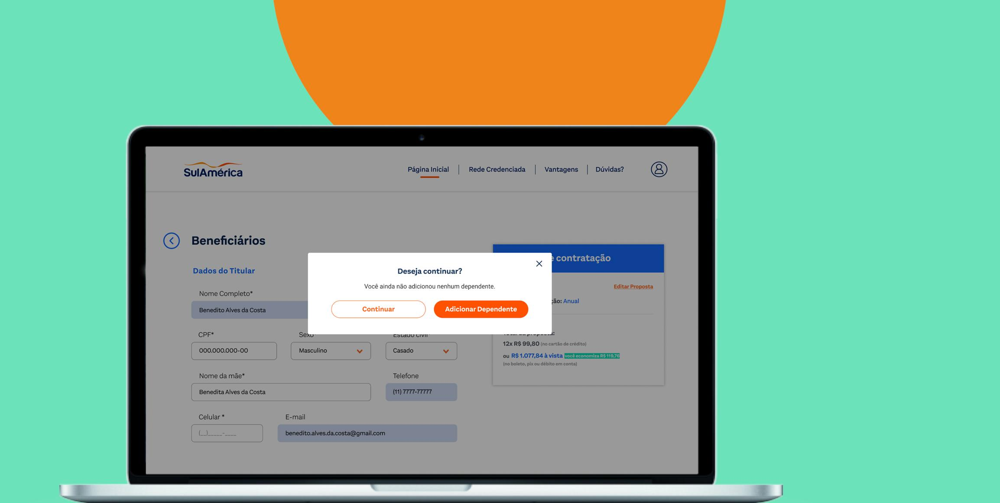 SulAmérica
Página Inicial
Rede Credenciada
Vantagens
Dúvidas?
Beneficiários
Dados do Titular
Nome Completo*
Benedito Alves da Costa
CPF*
000.000.000-00
Sexo*
Masculino
Estado civil*
Casado
Nome da mãe*
Benedita Alves da Costa
Telefone
(11) 7777-77777
Celular *
(__)_____-____
E-mail
benedito.alves.da.costa@gmail.com
Deseja continuar?
Você ainda não adicionou nenhum dependente.
Continuar
Adicionar Dependente
e contratação
Editar Proposta
ção: Anual
Total da proposta:
12x R$ 99,80 (no cartão de crédito)
ou R$ 1.077,84 à vista você economiza R$ 119,76
(no boleto, pix ou débito em conta)